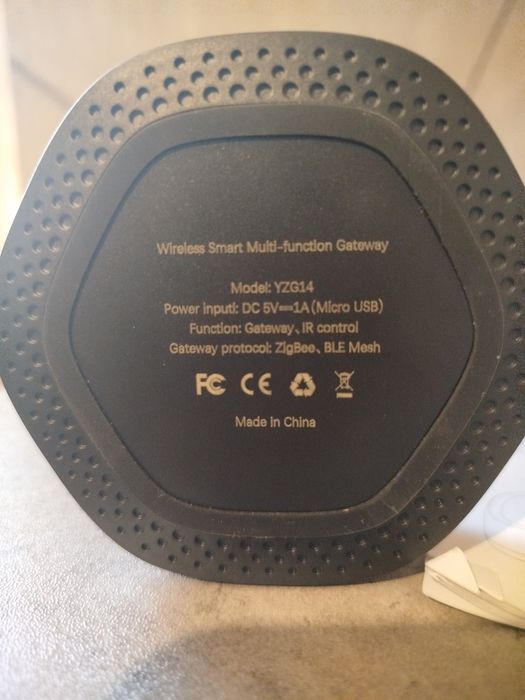 Wireless Smart Multi-function Gateway
Model: YZG14
Power inputi: DC 5V⎓1A(Micro USB)
Function: Gateway、IR control
Gateway protocol: ZigBee、BLE Mesh
FC CE
Made in China